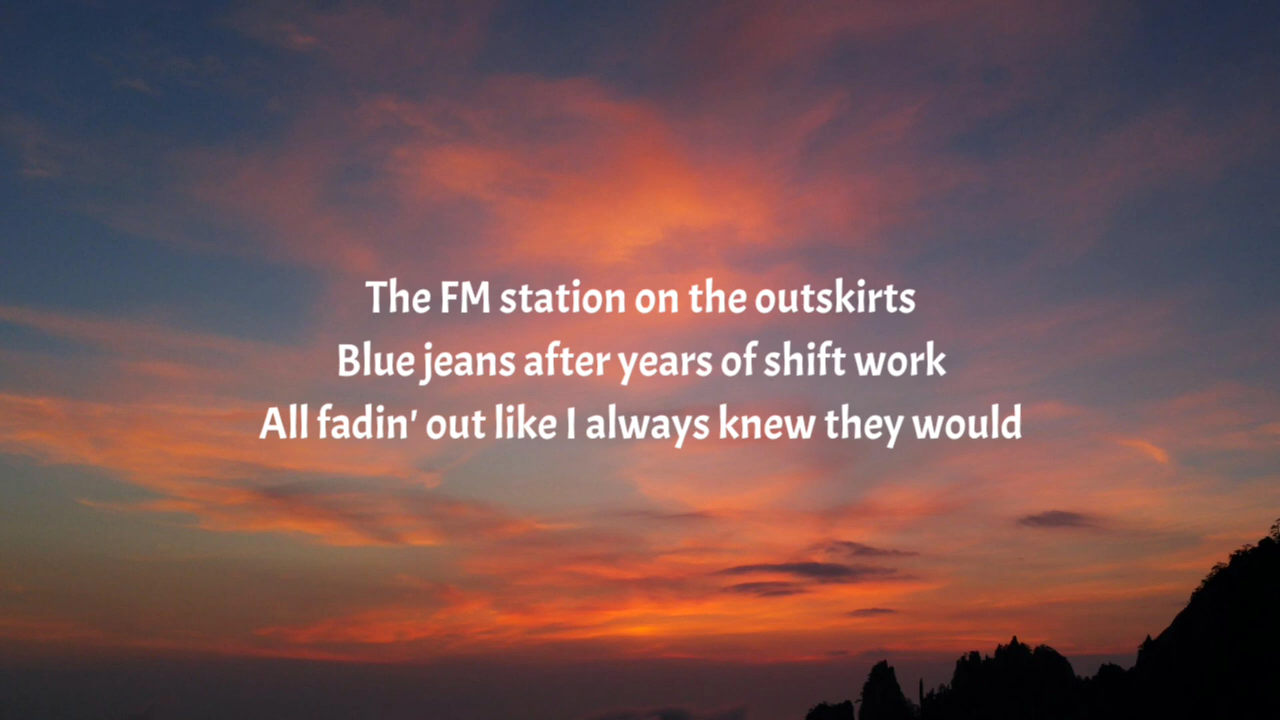 The FM station on the outskirts
Blue jeans after years of shift work
All fadin' out like I always knew they would